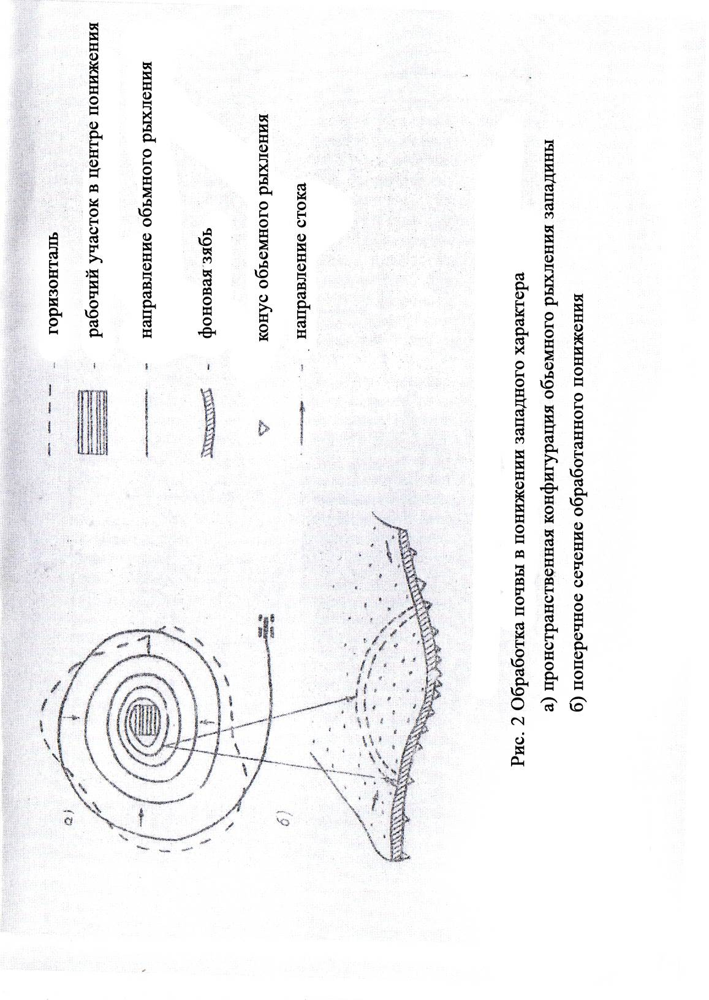 а)
б)
- горизонталь
- рабочий участок в центре понижения
- направление обьмного рыхления
- фоновая зябь
- конус обьемного рыхления
- направление стока
Рис. 2 Обработка почвы в понижении западного характера
а) пронстранственная конфигурация обьемного рыхления западины
б) поперечное сечение обработанного понижения